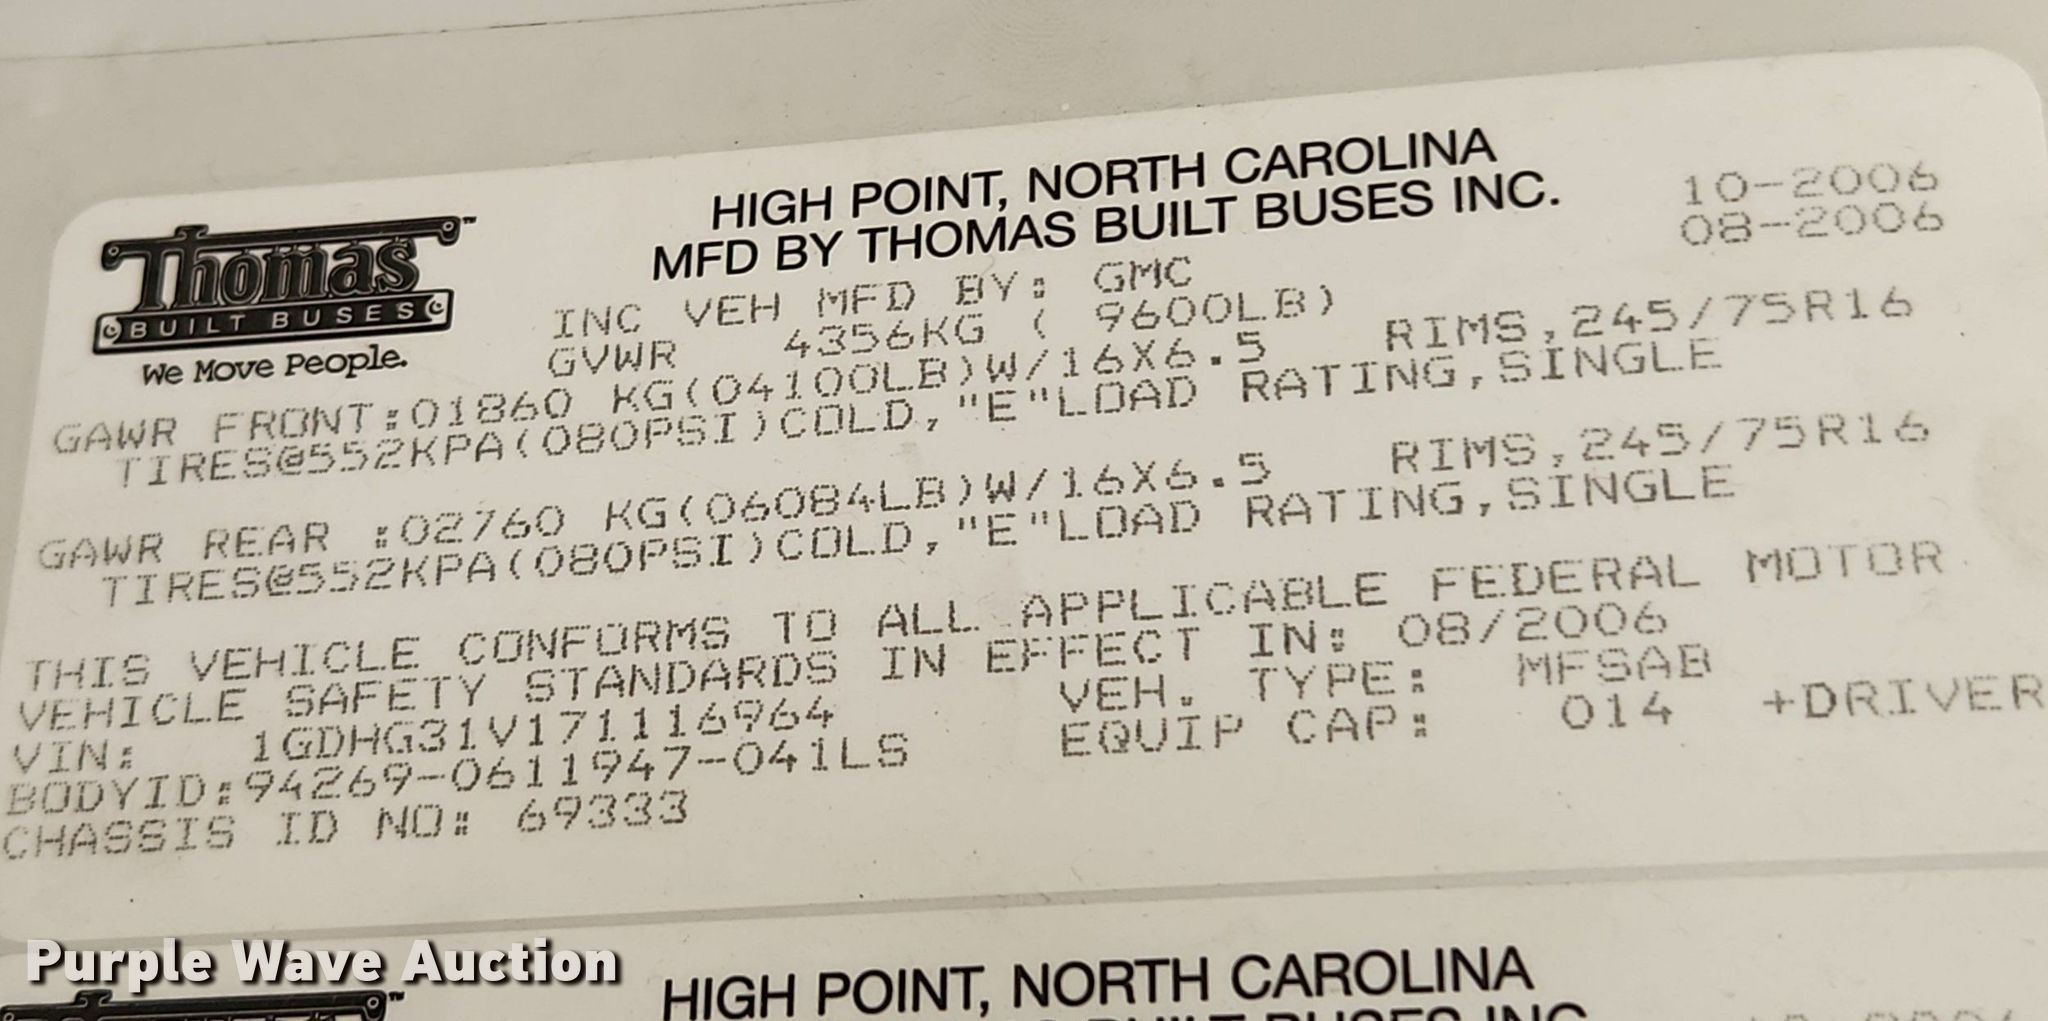 Thomas™
BUILT BUSES
We Move People.
HIGH POINT, NORTH CAROLINA
MFD BY THOMAS BUILT BUSES INC.
10-2006
08-2006
INC VEH MFD BY: GMC
GVWR 4356KG ( 9600LB)
GAWR FRONT:01860 KG(04100LB)W/16X6.5 RIMS,245/75R16
TIRES@552KPA(080PSI)COLD,"E"LOAD RATING,SINGLE
GAWR REAR :02760 KG(06084LB)W/16X6.5 RIMS,245/75R16
TIRES@552KPA(080PSI)COLD,"E"LOAD RATING,SINGLE
THIS VEHICLE CONFORMS TO ALL APPLICABLE FEDERAL MOTOR
VEHICLE SAFETY STANDARDS IN EFFECT IN: 08/2006
VIN: 1GDHG31V171116964 VEH. TYPE: MFSAB
BODYID:94269-0611947-041LS EQUIP CAP: 014 +DRIVER
CHASSIS ID NO: 69333
Purple Wave Auction
™
HIGH POINT, NORTH CAROLINA
BUILT BUSES INC